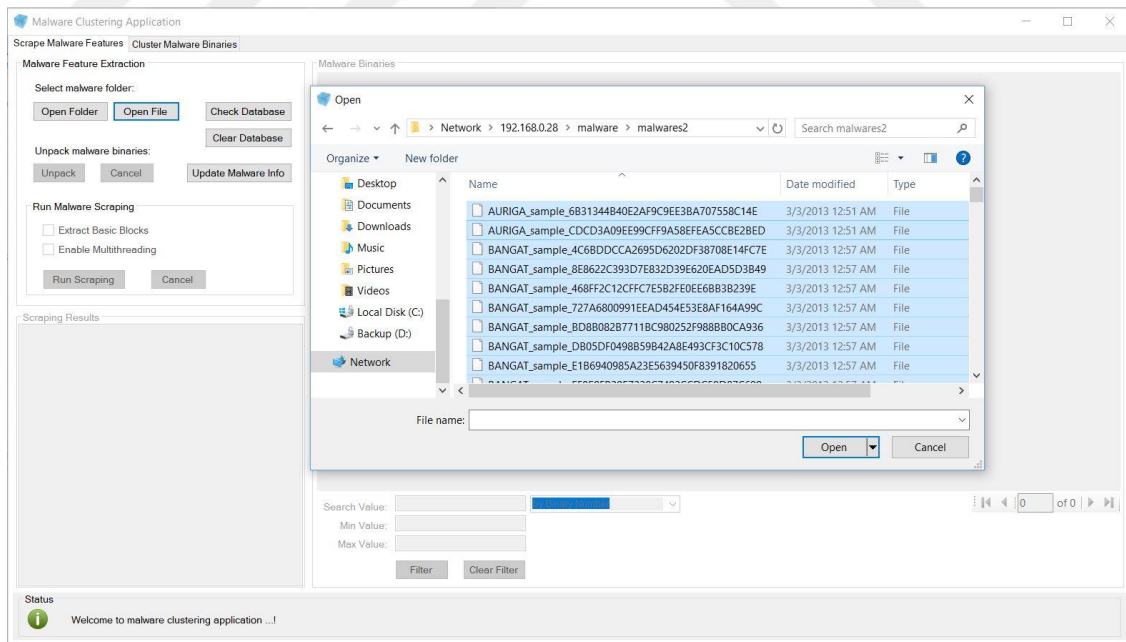 Malware Clustering Application
Scrape Malware Features Cluster Malware Binaries
Malware Feature Extraction
Select malware folder:
Open Folder Open File Check Database
Clear Database
Unpack malware binaries:
Unpack Cancel Update Malware Info
Run Malware Scraping
Extract Basic Blocks
Enable Multithreading
Run Scraping Cancel
Scraping Results
Malware Binaries
Open
Network > 192.168.0.28 > malware > malwares2 Search malwares2
Organize New folder
Desktop
Documents
Downloads
Music
Pictures
Videos
Local Disk (C:)
Backup (D:)
Network
Name Date modified Type
AURIGA_sample_6B31344B40E2AF9C9EE3BA707558C14E 3/3/2013 12:51 AM File
AURIGA_sample_CDCD3A09EE99CFF9A58EFEA5CCBE2BED 3/3/2013 12:51 AM File
BANGAT_sample_4C6BDDCCA2695D6202DF38708E14FC7E 3/3/2013 12:57 AM File
BANGAT_sample_8E8622C393D7E832D39E620EAD5D3B49 3/3/2013 12:57 AM File
BANGAT_sample_468FF2C12CFFC7E5B2FE0EE6BB3B239E 3/3/2013 12:57 AM File
BANGAT_sample_727A6800991EEAD454E53E8AF164A99C 3/3/2013 12:57 AM File
BANGAT_sample_BD8B082B7711BC980252F988BB0CA936 3/3/2013 12:57 AM File
BANGAT_sample_DB05DF0498B59B42A8E493CF3C10C578 3/3/2013 12:57 AM File
BANGAT_sample_E1B6940985A23E5639450F8391820655 3/3/2013 12:57 AM File
File name:
Open Cancel
Search Value:
Min Value:
Max Value:
Filter Clear Filter
0 of 0
Status
Welcome to malware clustering application ...!